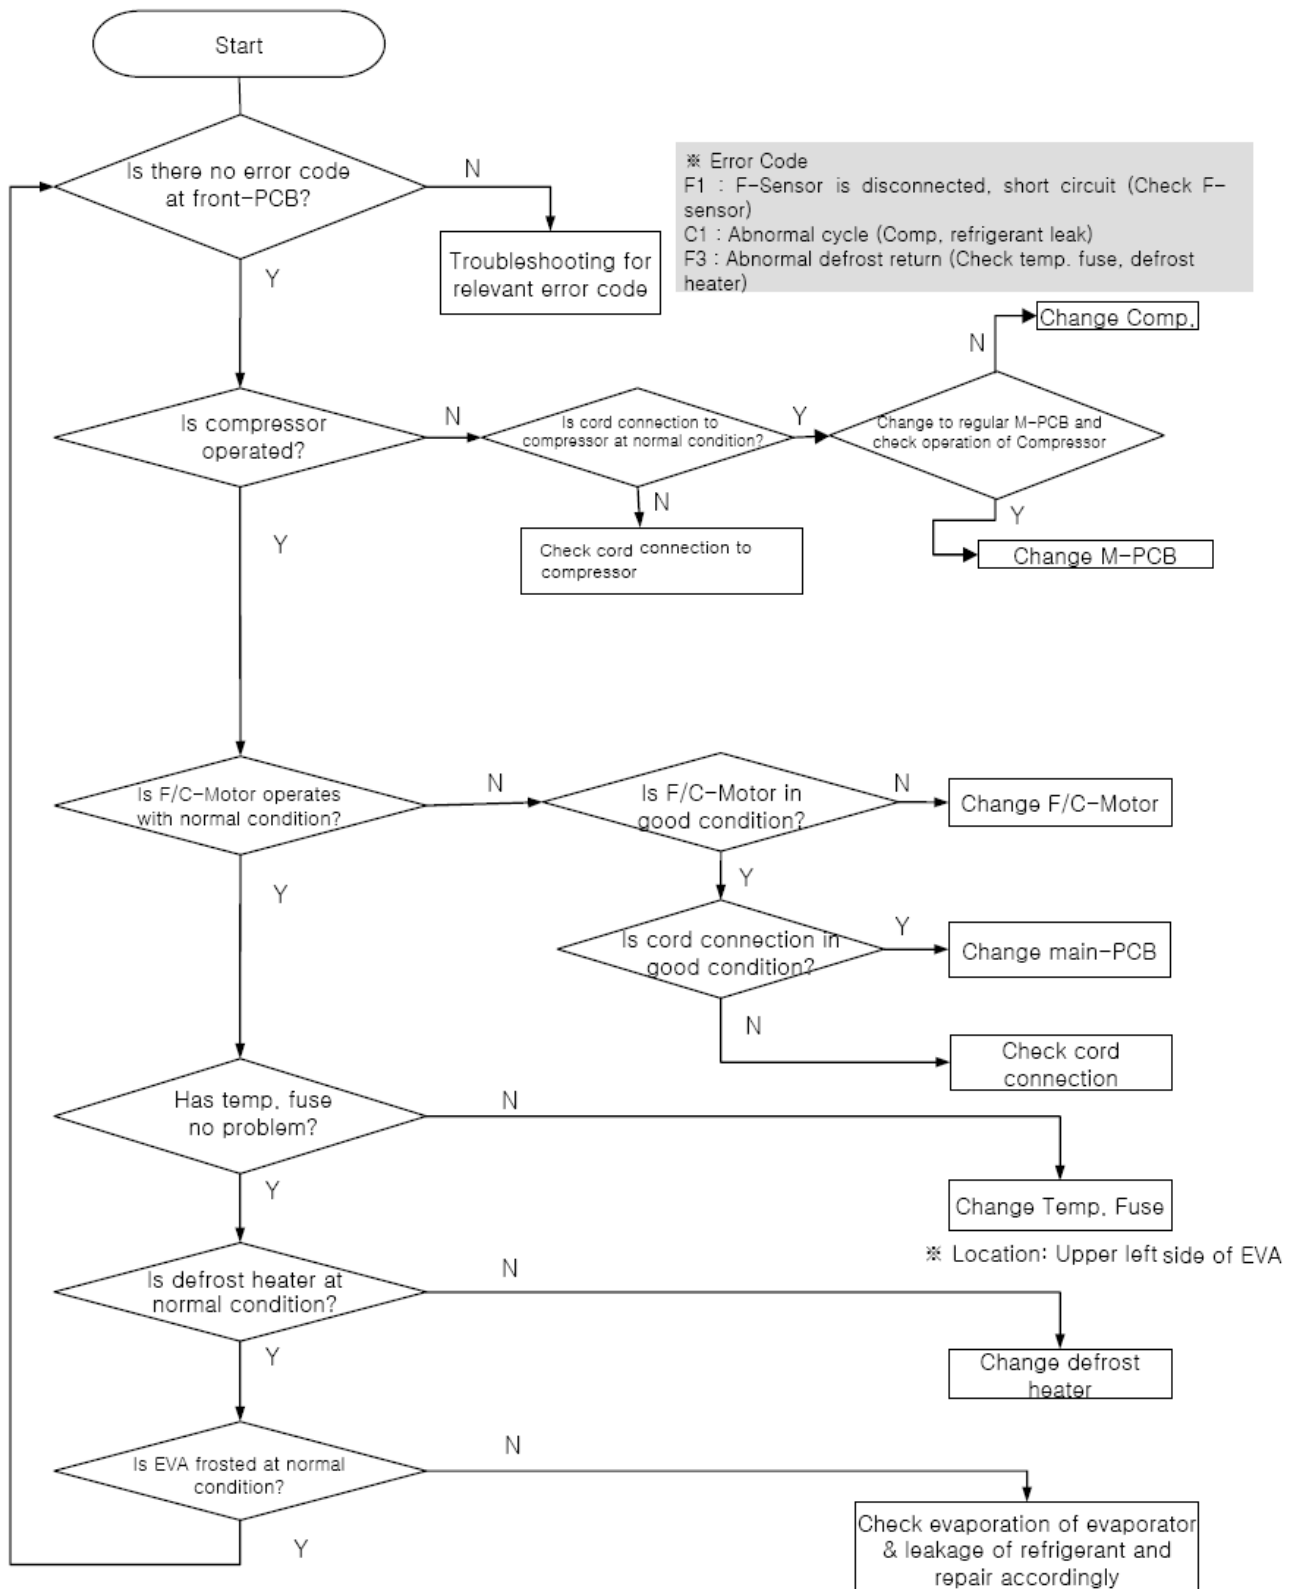 Start
Is there no error code
at front-PCB?
N
※ Error Code
F1 : F-Sensor is disconnected, short circuit (Check F-
sensor)
C1 : Abnormal cycle (Comp, refrigerant leak)
F3 : Abnormal defrost return (Check temp. fuse, defrost
heater)
Troubleshooting for
relevant error code
Y
Change Comp.
N
Is compressor
operated?
N
Is cord connection to
compressor at normal condition?
Y
Change to regular M-PCB and
check operation of Compressor
N
Y
Y
Check cord connection to
compressor
Change M-PCB
Is F/C-Motor operates
with normal condition?
N
Is F/C-Motor in
good condition?
N
Change F/C-Motor
Y
Y
Is cord connection in
good condition?
Y
Change main-PCB
N
Check cord
connection
Has temp. fuse
no problem?
N
Y
Change Temp. Fuse
※ Location: Upper left side of EVA
Is defrost heater at
normal condition?
N
Y
Change defrost
heater
Is EVA frosted at normal
condition?
N
Y
Check evaporation of evaporator
& leakage of refrigerant and
repair accordingly